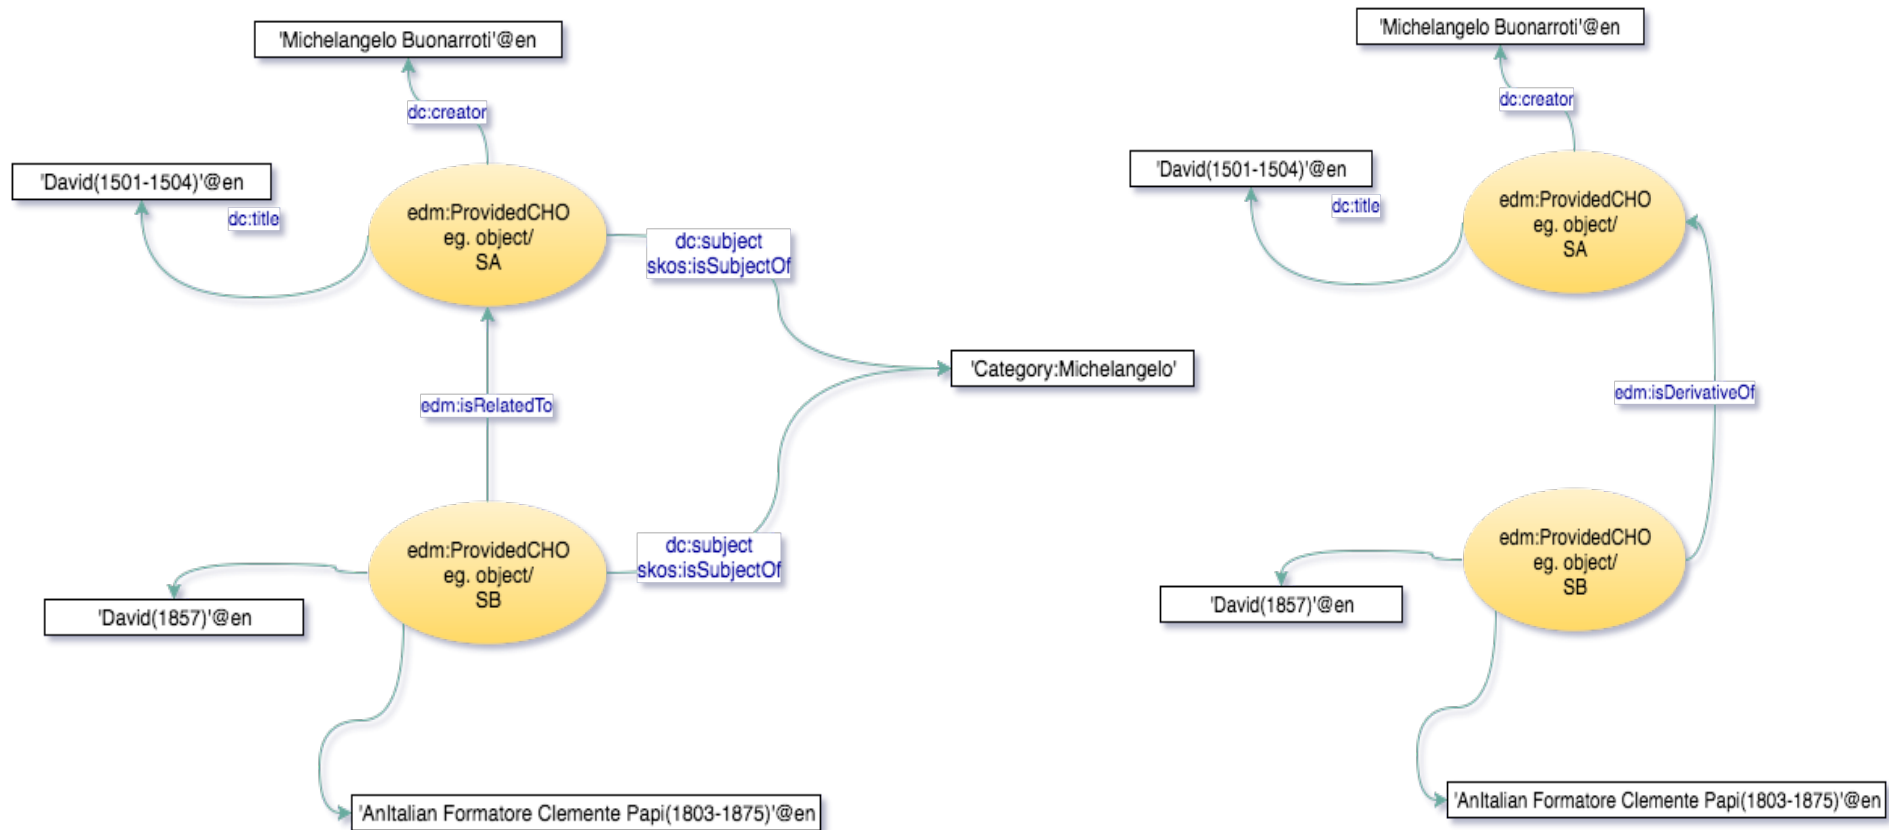 'Michelangelo Buonarroti'@en
dc:creator
'David(1501-1504)'@en
dc:title
edm:ProvidedCHO
eg. object/
SA
dc:subject
skos:isSubjectOf
'Category:Michelangelo'
edm:isRelatedTo
edm:ProvidedCHO
eg. object/
SB
dc:subject
skos:isSubjectOf
'David(1857)'@en
'AnItalian Formatore Clemente Papi(1803-1875)'@en
'Michelangelo Buonarroti'@en
dc:creator
'David(1501-1504)'@en
dc:title
edm:ProvidedCHO
eg. object/
SA
edm:isDerivativeOf
edm:ProvidedCHO
eg. object/
SB
'David(1857)'@en
'AnItalian Formatore Clemente Papi(1803-1875)'@en